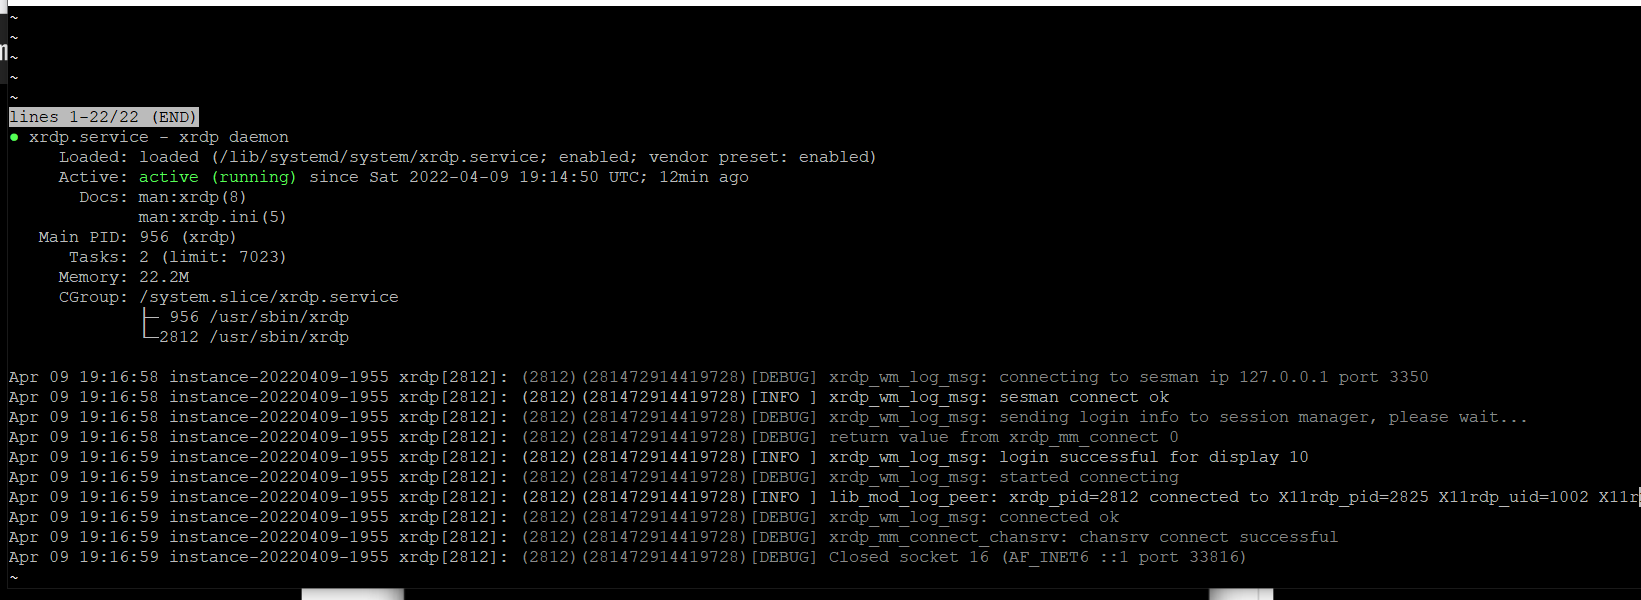 ~
~
~
~
~
lines 1-22/22 (END)
● xrdp.service - xrdp daemon
Loaded: loaded (/lib/systemd/system/xrdp.service; enabled; vendor preset: enabled)
Active: active (running) since Sat 2022-04-09 19:14:50 UTC; 12min ago
Docs: man:xrdp(8)
man:xrdp.ini(5)
Main PID: 956 (xrdp)
Tasks: 2 (limit: 7023)
Memory: 22.2M
CGroup: /system.slice/xrdp.service
├─ 956 /usr/sbin/xrdp
└─2812 /usr/sbin/xrdp
Apr 09 19:16:58 instance-20220409-1955 xrdp[2812]: (2812)(281472914419728)[DEBUG] xrdp_wm_log_msg: connecting to sesman ip 127.0.0.1 port 3350
Apr 09 19:16:58 instance-20220409-1955 xrdp[2812]: (2812)(281472914419728)[INFO ] xrdp_wm_log_msg: sesman connect ok
Apr 09 19:16:58 instance-20220409-1955 xrdp[2812]: (2812)(281472914419728)[DEBUG] xrdp_wm_log_msg: sending login info to session manager, please wait...
Apr 09 19:16:58 instance-20220409-1955 xrdp[2812]: (2812)(281472914419728)[DEBUG] return value from xrdp_mm_connect 0
Apr 09 19:16:59 instance-20220409-1955 xrdp[2812]: (2812)(281472914419728)[INFO ] xrdp_wm_log_msg: login successful for display 10
Apr 09 19:16:59 instance-20220409-1955 xrdp[2812]: (2812)(281472914419728)[DEBUG] xrdp_wm_log_msg: started connecting
Apr 09 19:16:59 instance-20220409-1955 xrdp[2812]: (2812)(281472914419728)[INFO ] lib_mod_log_peer: xrdp_pid=2812 connected to X11rdp_pid=2825 X11rdp_uid=1002 X11r
Apr 09 19:16:59 instance-20220409-1955 xrdp[2812]: (2812)(281472914419728)[DEBUG] xrdp_wm_log_msg: connected ok
Apr 09 19:16:59 instance-20220409-1955 xrdp[2812]: (2812)(281472914419728)[DEBUG] xrdp_mm_connect_chansrv: chansrv connect successful
Apr 09 19:16:59 instance-20220409-1955 xrdp[2812]: (2812)(281472914419728)[DEBUG] Closed socket 16 (AF_INET6 ::1 port 33816)
~